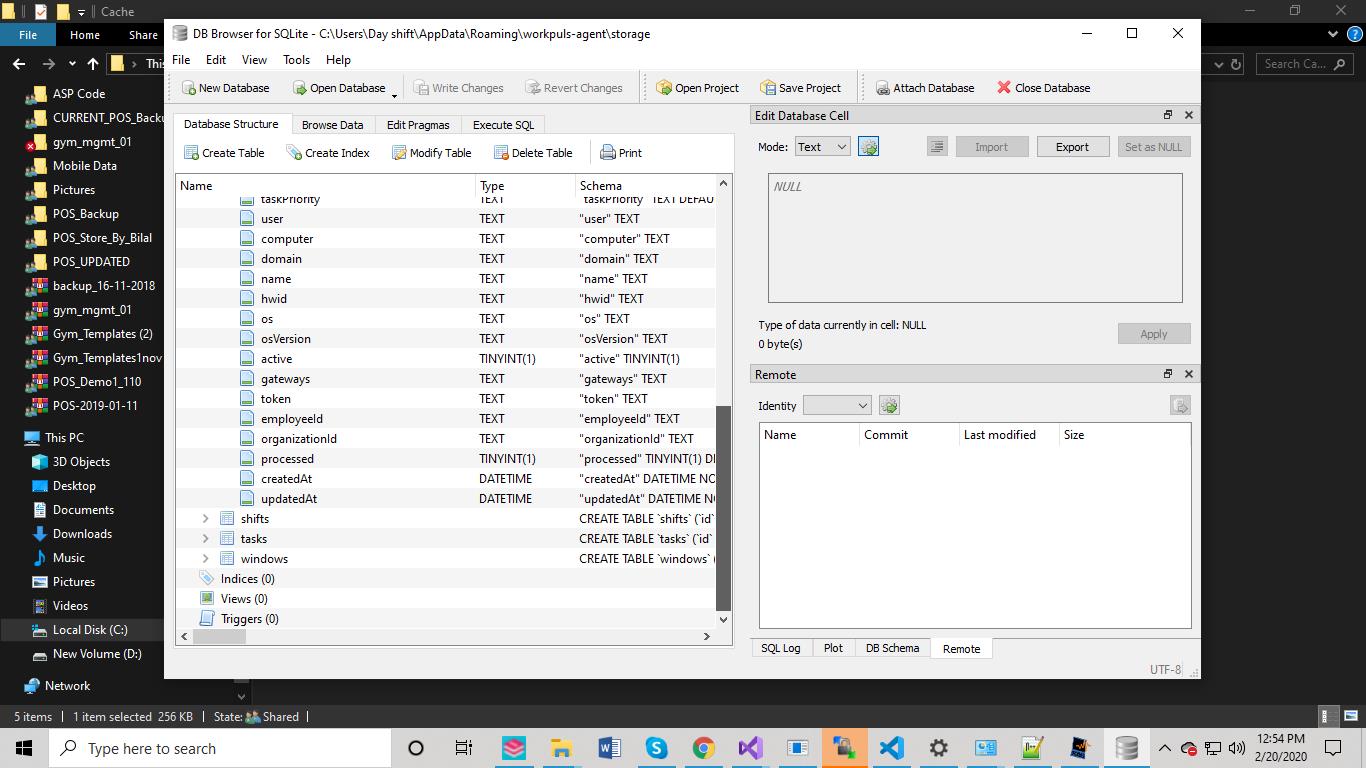 Cache
File
Home
Share
This
Search Ca...
ASP Code
CURRENT_POS_Backu
gym_mgmt_01
Mobile Data
Pictures
POS_Backup
POS_Store_By_Bilal
POS_UPDATED
backup_16-11-2018
gym_mgmt_01
Gym_Templates (2)
Gym_Templates1nov
POS_Demo1_110
POS-2019-01-11
This PC
3D Objects
Desktop
Documents
Downloads
Music
Pictures
Videos
Local Disk (C:)
New Volume (D:)
Network
5 items 1 item selected 256 KB State: Shared
DB Browser for SQLite - C:\Users\Day shift\AppData\Roaming\workpuls-agent\storage
File Edit View Tools Help
New Database Open Database Write Changes Revert Changes Open Project Save Project Attach Database Close Database
Database Structure Browse Data Edit Pragmas Execute SQL
Create Table Create Index Modify Table Delete Table Print
Name Type Schema
taskPriority TEXT "taskPriority" TEXT DEFAU
user TEXT "user" TEXT
computer TEXT "computer" TEXT
domain TEXT "domain" TEXT
name TEXT "name" TEXT
hwid TEXT "hwid" TEXT
os TEXT "os" TEXT
osVersion TEXT "osVersion" TEXT
active TINYINT(1) "active" TINYINT(1)
gateways TEXT "gateways" TEXT
token TEXT "token" TEXT
employeeId TEXT "employeeId" TEXT
organizationId TEXT "organizationId" TEXT
processed TINYINT(1) "processed" TINYINT(1) DI
createdAt DATETIME "createdAt" DATETIME NO
updatedAt DATETIME "updatedAt" DATETIME NO
shifts CREATE TABLE `shifts` (`id`
tasks CREATE TABLE `tasks` (`id`
windows CREATE TABLE `windows` (
Indices (0)
Views (0)
Triggers (0)
Edit Database Cell
Mode: Text Import Export Set as NULL
NULL
Type of data currently in cell: NULL
0 byte(s)
Apply
Remote
Identity
Name Commit Last modified Size
SQL Log Plot DB Schema Remote
UTF-8
Type here to search
12:54 PM
2/20/2020